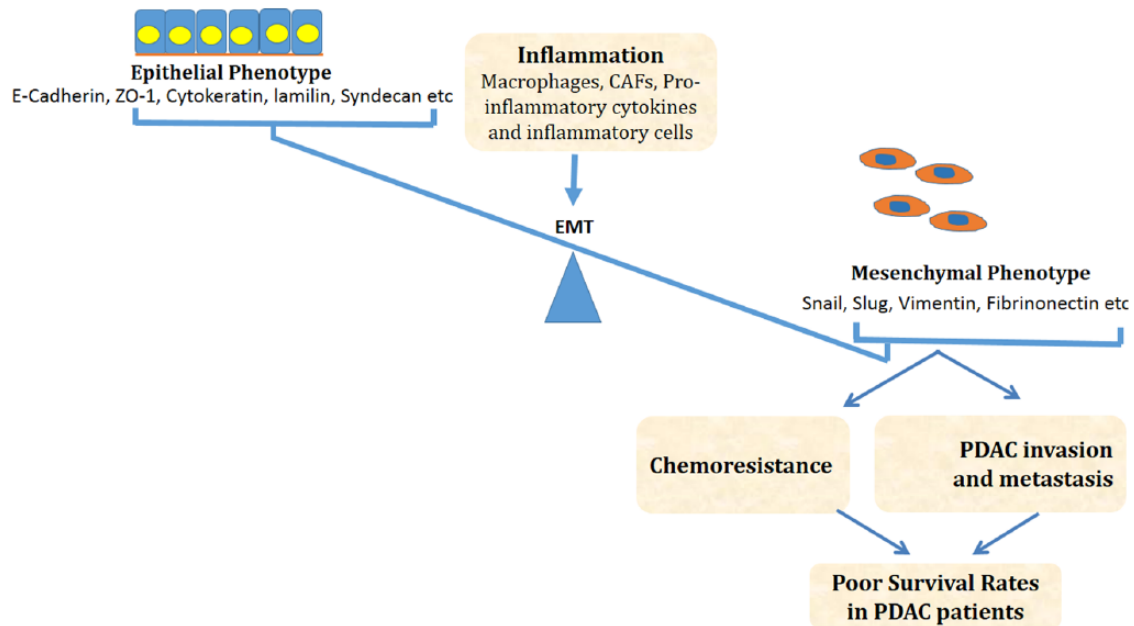 Epithelial Phenotype
E-Cadherin, ZO-1, Cytokeratin, lamilin, Syndecan etc
Inflammation
Macrophages, CAFs, Pro-
inflammatory cytokines
and inflammatory cells
EMT
Mesenchymal Phenotype
Snail, Slug, Vimentin, Fibrinonectin etc
Chemoresistance
PDAC invasion
and metastasis
Poor Survival Rates
in PDAC patients